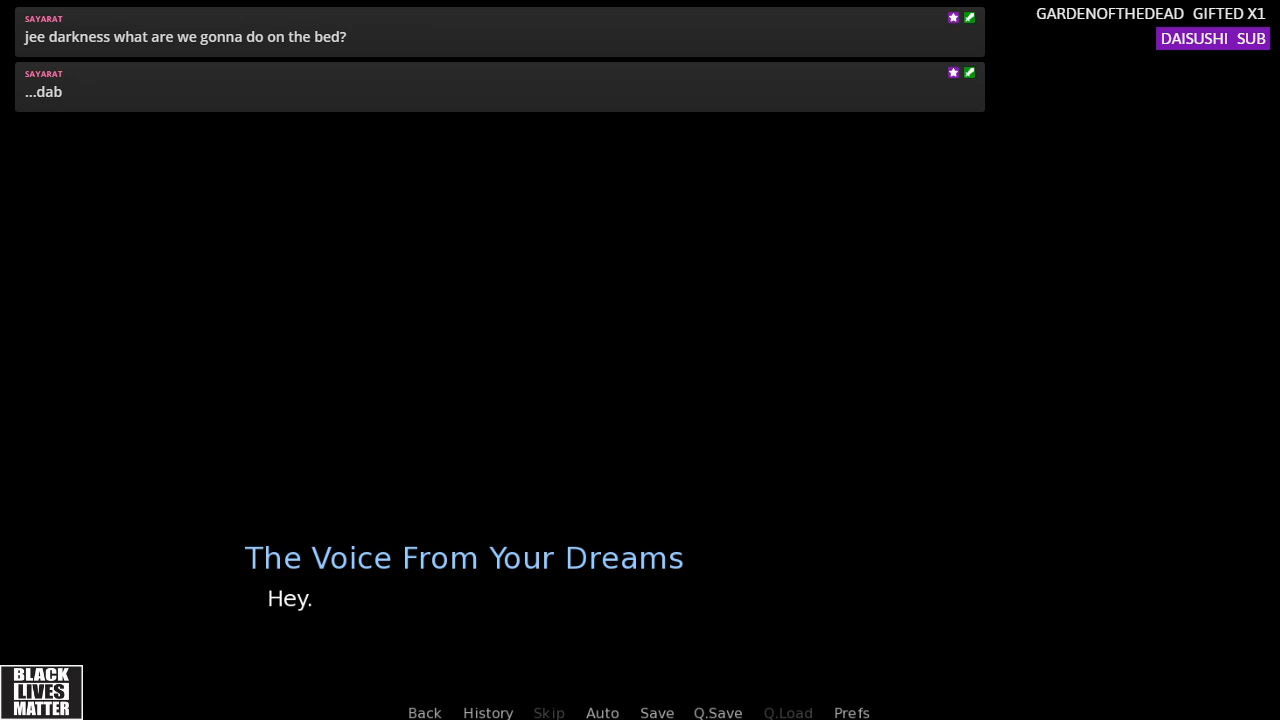 SAYARAT
jee darkness what are we gonna do on the bed?
SAYARAT
...dab
GARDENOFTHEDEAD GIFTED X1
DAISUSHI SUB
The Voice From Your Dreams
Hey.
BLACK
LIVES
MATTER
Back History Skip Auto Save Q.Save Q.Load Prefs